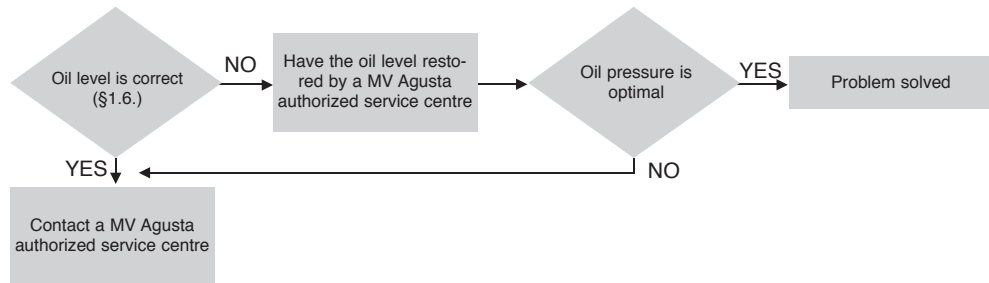 Oil level is correct
(§1.6.)
NO
Have the oil level resto-
red by a MV Agusta
authorized service centre
Oil pressure is
optimal
YES
Problem solved
YES
NO
Contact a MV Agusta
authorized service centre